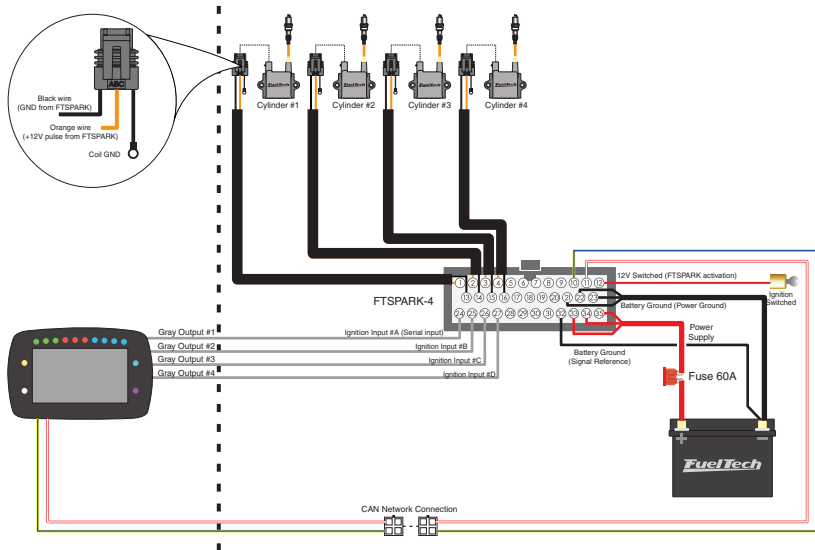 ABC
Black wire
(GND from FTSPARK)
Orange wire
(+12V pulse from FTSPARK)
Coil GND
FuelTech
Cylinder #1
FuelTech
Cylinder #2
FuelTech
Cylinder #3
FuelTech
Cylinder #4
FTSPARK-4
1 2 3 4 5 6 7 8 9 10 11 12
13 14 15 16 17 18 19 20 21 22 23
24 25 26 27 28 29 30 31 32 33 34 35
12V Switched (FTSPARK activation)
Ignition
Switched
Battery Ground (Power Ground)
Power
Supply
Battery Ground
(Signal Reference)
Fuse 60A
Gray Output #1
Ignition Input #A (Serial input)
Gray Output #2
Ignition Input #B
Gray Output #3
Ignition Input #C
Gray Output #4
Ignition Input #D
+ −
FuelTech
CAN Network Connection